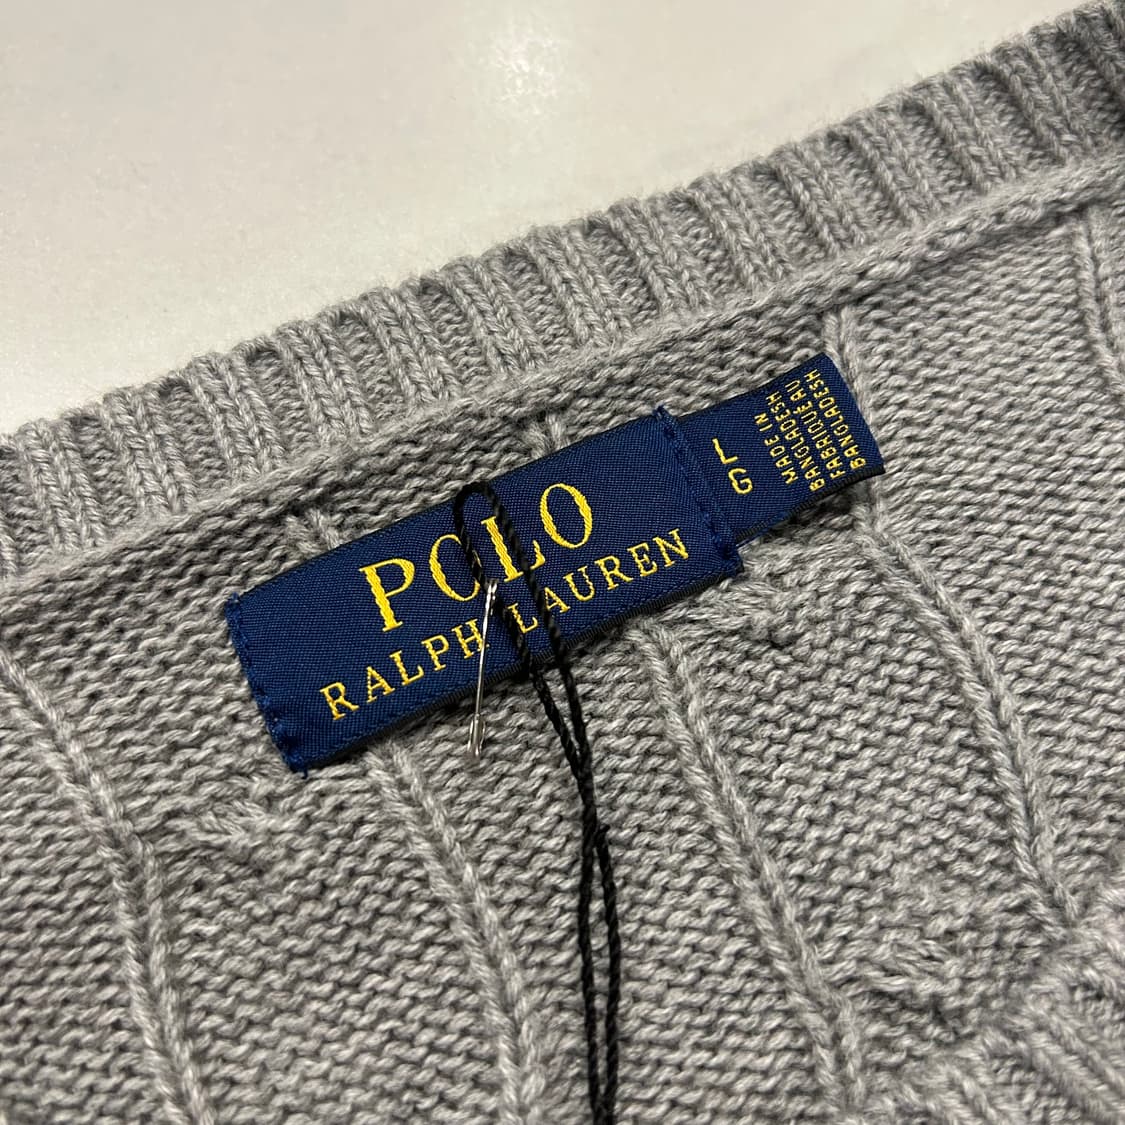 POLO
RALPH LAUREN
L
G
MADE IN
BANGLADESH
FABRIQUÉ AU
BANGLADESH